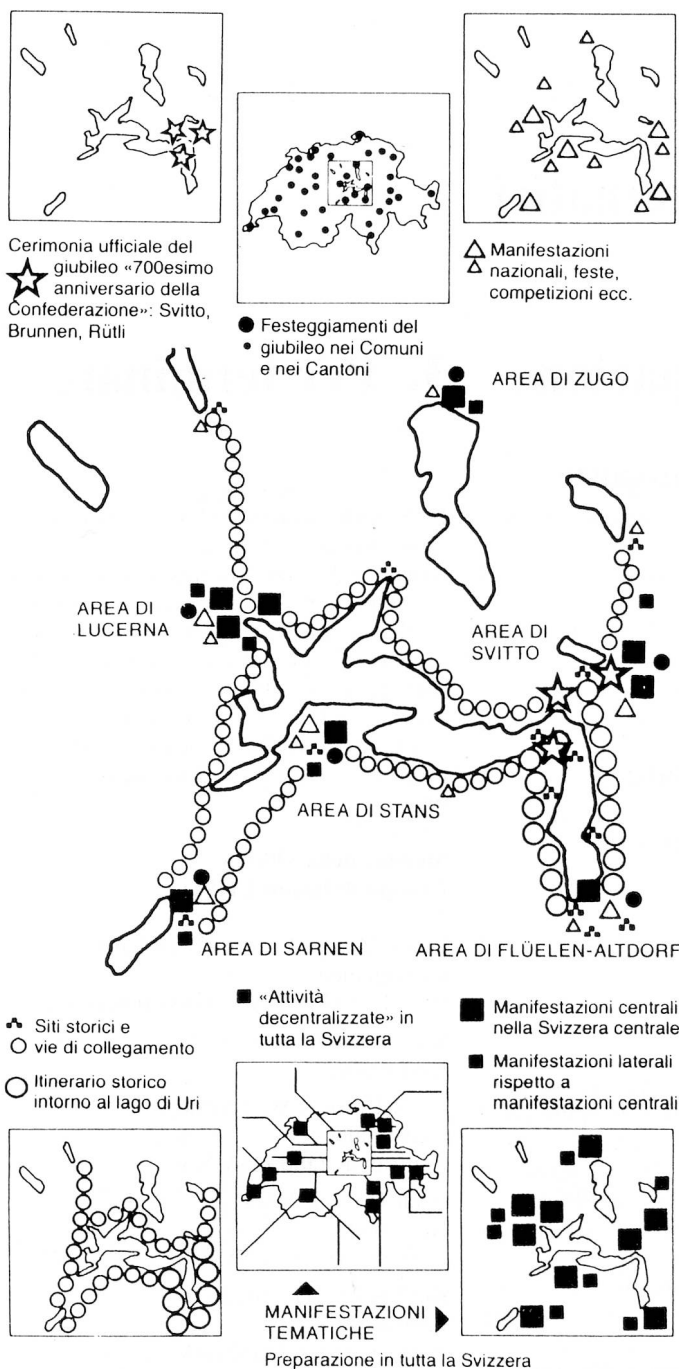 Cerimonia ufficiale del
giubileo «700esimo
anniversario della
Confederazione»: Svitto,
Brunnen, Rütli
Festeggiamenti del
giubileo nei Comuni
e nei Cantoni
Manifestazioni
nazionali, feste,
competizioni ecc.
AREA DI ZUGO
AREA DI
LUCERNA
AREA DI
SVITTO
AREA DI STANS
AREA DI SARNEN
AREA DI FLÜELEN-ALTDORF
Siti storici e
vie di collegamento
Itinerario storico
intorno al lago di Uri
«Attività
decentralizzate» in
tutta la Svizzera
Manifestazioni centrali
nella Svizzera centrale
Manifestazioni laterali
rispetto a
manifestazioni centrali
MANIFESTAZIONI
TEMATICHE
Preparazione in tutta la Svizzera